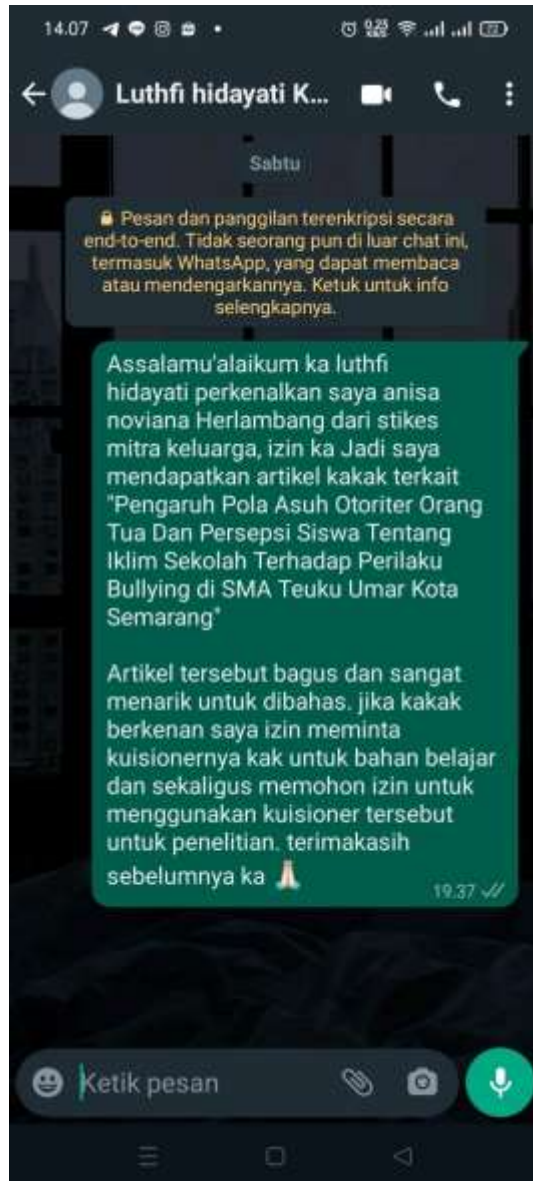 14.07
Luthfi hidayati K...
Sabtu
Pesan dan panggilan terenkripsi secara
end-to-end. Tidak seorang pun di luar chat ini,
termasuk WhatsApp, yang dapat membaca
atau mendengarkannya. Ketuk untuk info
selengkapnya.
Assalamu'alaikum ka luthfi
hidayati perkenalkan saya anisa
noviana Herlambang dari stikes
mitra keluarga, izin ka Jadi saya
mendapatkan artikel kakak terkait
"Pengaruh Pola Asuh Otoriter Orang
Tua Dan Persepsi Siswa Tentang
Iklim Sekolah Terhadap Perilaku
Bullying di SMA Teuku Umar Kota
Semarang"
Artikel tersebut bagus dan sangat
menarik untuk dibahas. jika kakak
berkenan saya izin meminta
kuisionernya kak untuk bahan belajar
dan sekaligus memohon izin untuk
menggunakan kuisioner tersebut
untuk penelitian. terimakasih
sebelumnya ka 🙏
19.37
Ketik pesan